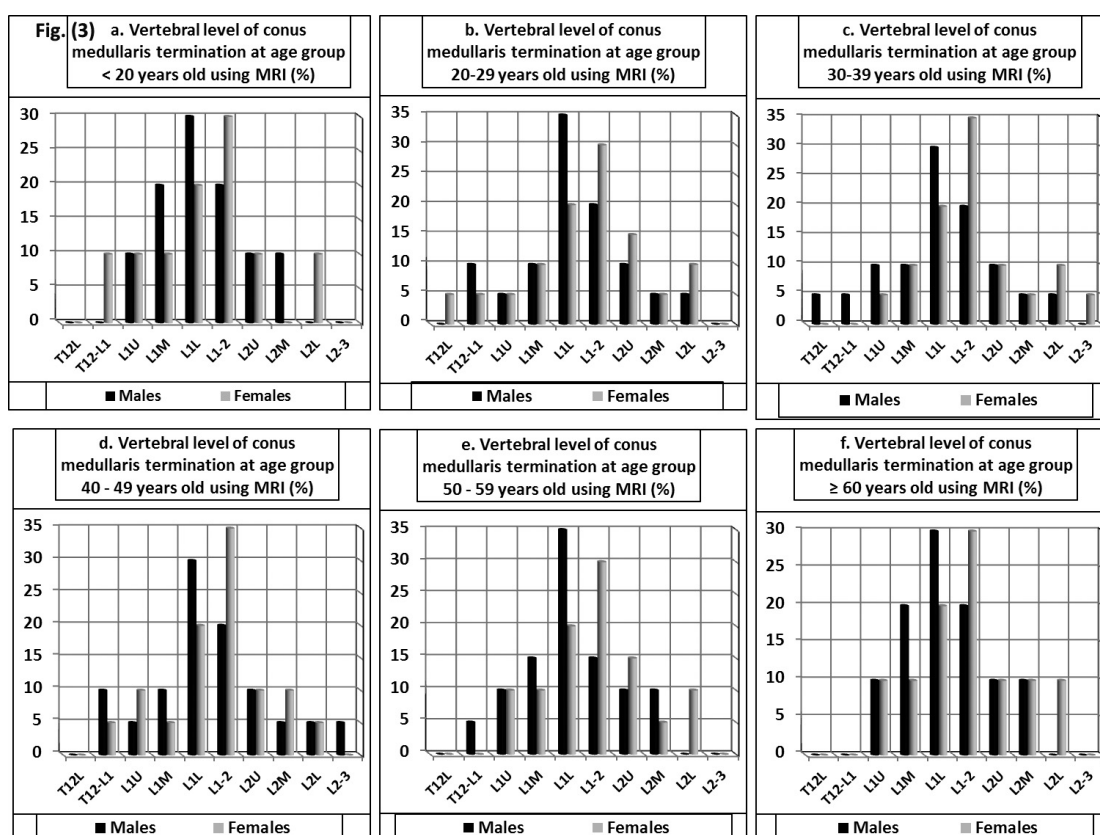 Fig. (3)
a. Vertebral level of conus
medullaris termination at age group
< 20 years old using MRI (%)
30
25
20
15
10
5
0
T12L
T12-L1
L1U
L1M
L1L
L1-2
L2U
L2M
L2L
L2-3
Males
Females
b. Vertebral level of conus
medullaris termination at age group
20-29 years old using MRI (%)
35
30
25
20
15
10
5
0
T12L
T12-L1
L1U
L1M
L1L
L1-2
L2U
L2M
L2L
L2-3
Males
Females
c. Vertebral level of conus
medullaris termination at age group
30-39 years old using MRI (%)
35
30
25
20
15
10
5
0
T12L
T12-L1
L1U
L1M
L1L
L1-2
L2U
L2M
L2L
L2-3
Males
Females
d. Vertebral level of conus
medullaris termination at age group
40 - 49 years old using MRI (%)
35
30
25
20
15
10
5
0
T12L
T12-L1
L1U
L1M
L1L
L1-2
L2U
L2M
L2L
L2-3
Males
Females
e. Vertebral level of conus
medullaris termination at age group
50 - 59 years old using MRI (%)
35
30
25
20
15
10
5
0
T12L
T12-L1
L1U
L1M
L1L
L1-2
L2U
L2M
L2L
L2-3
Males
Females
f. Vertebral level of conus
medullaris termination at age group
≥ 60 years old using MRI (%)
30
25
20
15
10
5
0
T12L
T12-L1
L1U
L1M
L1L
L1-2
L2U
L2M
L2L
L2-3
Males
Females